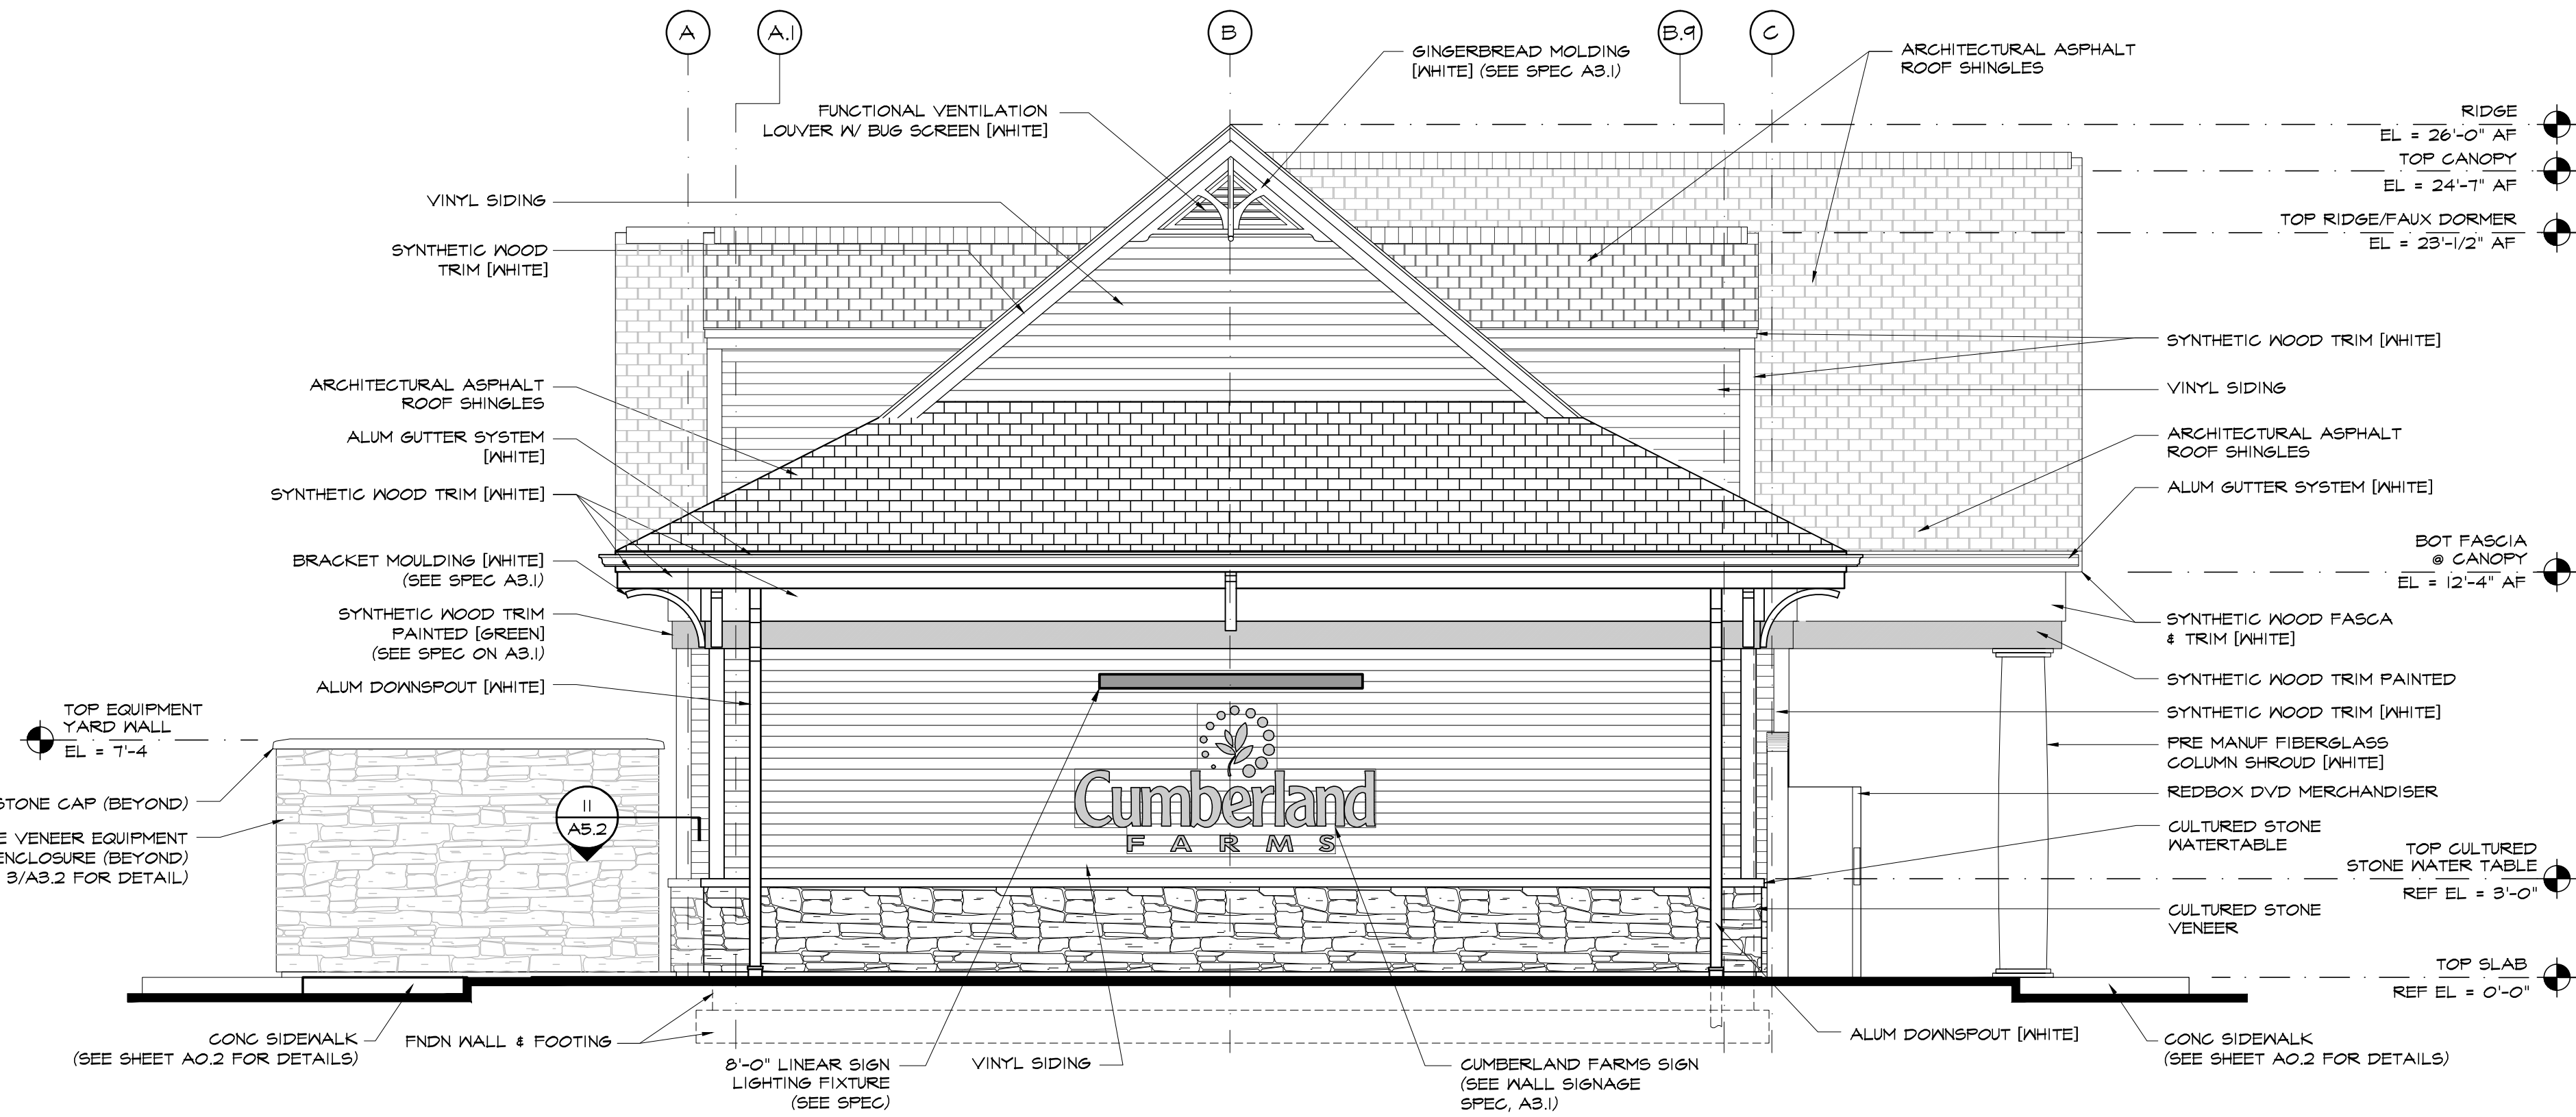 A
A.1
B
B.9
C
GINGERBREAD MOLDING
[WHITE] (SEE SPEC A3.1)
ARCHITECTURAL ASPHALT
ROOF SHINGLES
FUNCTIONAL VENTILATION
LOUVER W/ BUG SCREEN [WHITE]
VINYL SIDING
SYNTHETIC WOOD
TRIM [WHITE]
ARCHITECTURAL ASPHALT
ROOF SHINGLES
ALUM GUTTER SYSTEM
[WHITE]
SYNTHETIC WOOD TRIM [WHITE]
BRACKET MOULDING [WHITE]
(SEE SPEC A3.1)
SYNTHETIC WOOD TRIM
PAINTED [GREEN]
(SEE SPEC ON A3.1)
ALUM DOWNSPOUT [WHITE]
TOP EQUIPMENT
YARD WALL
EL = 7'-4
STONE CAP (BEYOND)
E VENEER EQUIPMENT
ENCLOSURE (BEYOND)
3/A3.2 FOR DETAIL)
11
A5.2
Cumberland
FARMS
RIDGE
EL = 26'-0" AF
TOP CANOPY
EL = 24'-7" AF
TOP RIDGE/FAUX DORMER
EL = 23'-1/2" AF
SYNTHETIC WOOD TRIM [WHITE]
VINYL SIDING
ARCHITECTURAL ASPHALT
ROOF SHINGLES
ALUM GUTTER SYSTEM [WHITE]
BOT FASCIA
@ CANOPY
EL = 12'-4" AF
SYNTHETIC WOOD FASCA
& TRIM [WHITE]
SYNTHETIC WOOD TRIM PAINTED
SYNTHETIC WOOD TRIM [WHITE]
PRE MANUF FIBERGLASS
COLUMN SHROUD [WHITE]
REDBOX DVD MERCHANDISER
CULTURED STONE
WATERTABLE
TOP CULTURED
STONE WATER TABLE
REF EL = 3'-0"
CULTURED STONE
VENEER
TOP SLAB
REF EL = 0'-0"
CONC SIDEWALK
(SEE SHEET A0.2 FOR DETAILS)
FNDN WALL & FOOTING
8'-0" LINEAR SIGN
LIGHTING FIXTURE
(SEE SPEC)
VINYL SIDING
CUMBERLAND FARMS SIGN
(SEE WALL SIGNAGE
SPEC, A3.1)
ALUM DOWNSPOUT [WHITE]
CONC SIDEWALK
(SEE SHEET A0.2 FOR DETAILS)